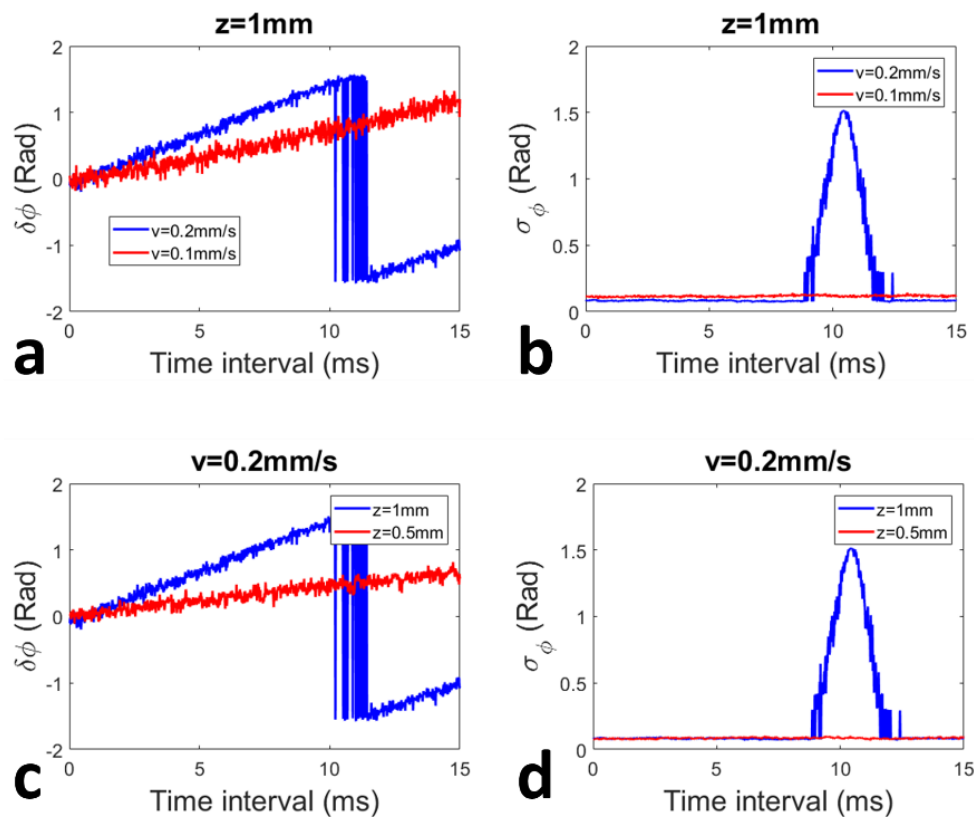 z=1mm
2
1
0
-1
-2
δϕ (Rad)
v=0.2mm/s
v=0.1mm/s
0 5 10 15
Time interval (ms)
a
z=1mm
2
1.5
1
0.5
0
σϕ (Rad)
v=0.2mm/s
v=0.1mm/s
0 5 10 15
Time interval (ms)
b
v=0.2mm/s
2
1
0
-1
-2
δϕ (Rad)
z=1mm
z=0.5mm
0 5 10 15
Time interval (ms)
c
v=0.2mm/s
2
1.5
1
0.5
0
σϕ (Rad)
z=1mm
z=0.5mm
0 5 10 15
Time interval (ms)
d